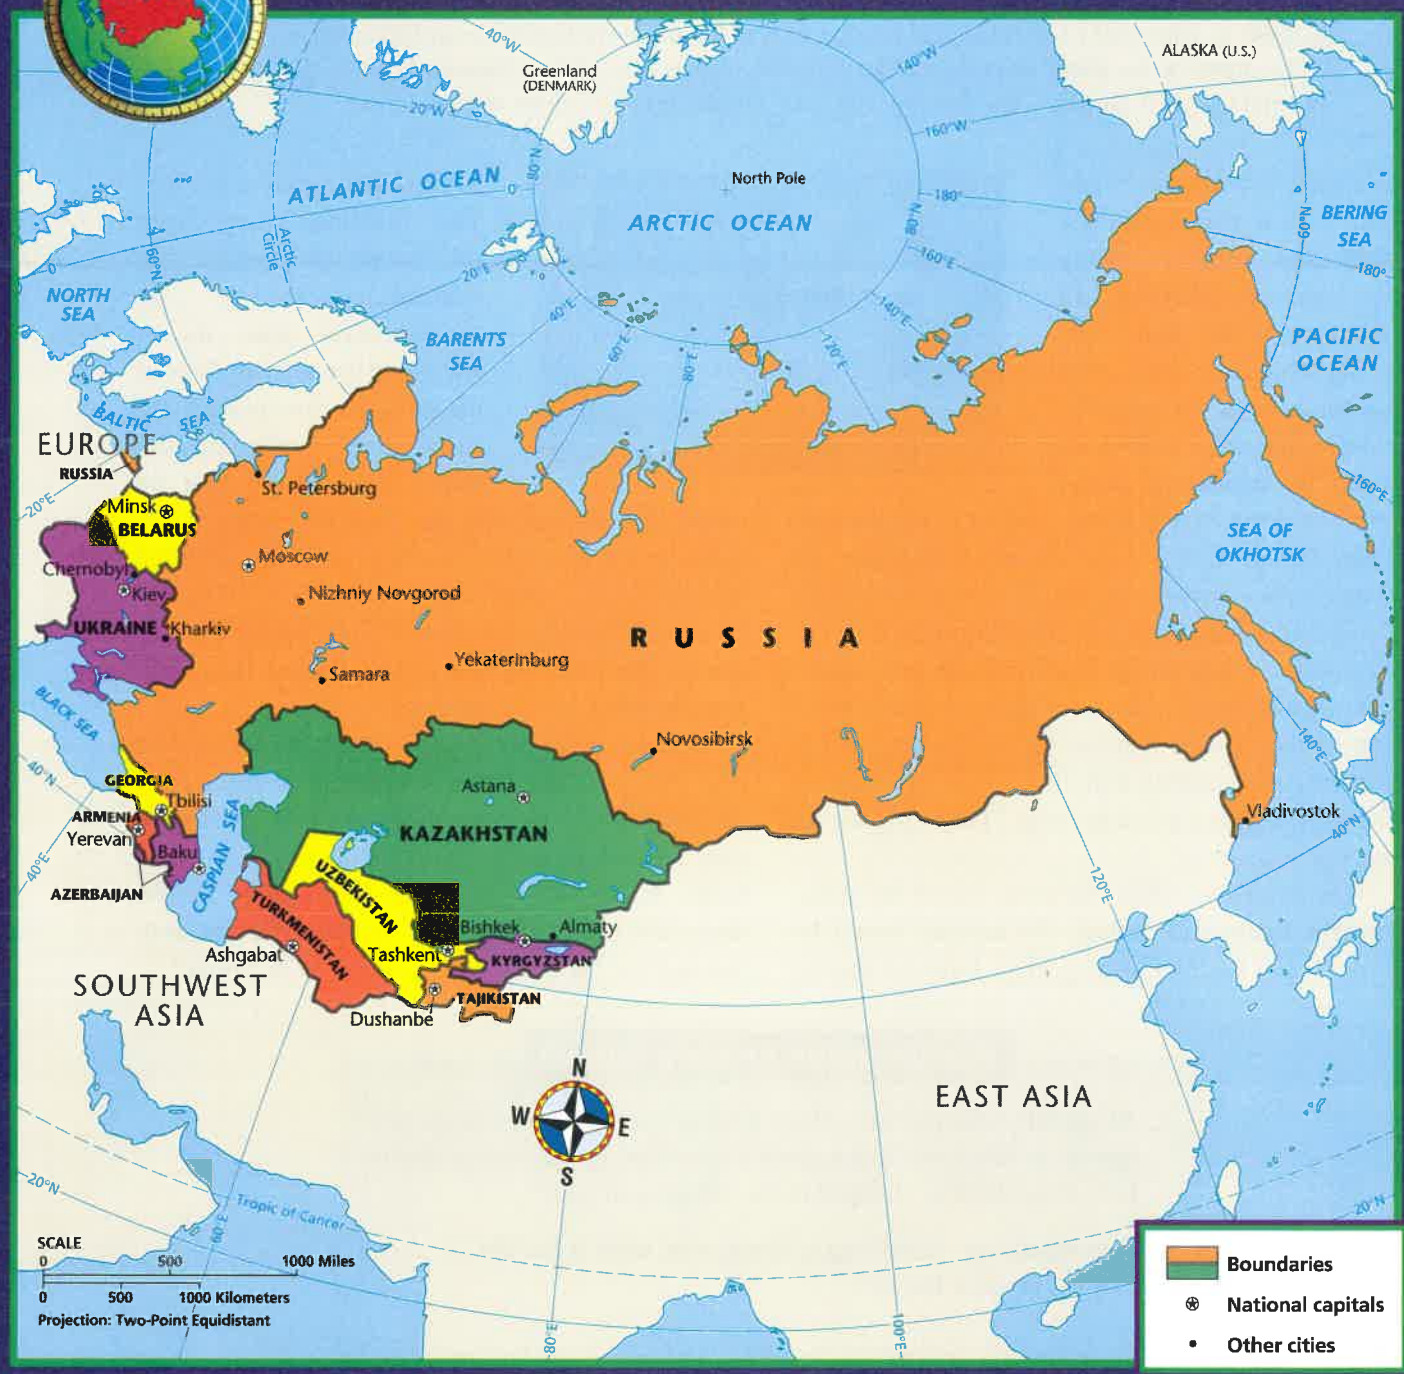 ALASKA (U.S.)
Greenland
(DENMARK)
40°W
20°W
140°W
160°W
180°
80°N
0°
80°N
160°E
140°E
120°E
80°E
60°E
40°E
20°E
North Pole
ARCTIC OCEAN
ATLANTIC OCEAN
Arctic
Circle
60°N
0°
60°N
BERING
SEA
180°
NORTH
SEA
BARENTS
SEA
PACIFIC
OCEAN
BALTIC SEA
EUROPE
RUSSIA
20°E
St. Petersburg
Minsk
BELARUS
160°E
SEA OF
OKHOTSK
Moscow
Chernobyl
Kiev
Nizhniy Novgorod
UKRAINE
Kharkiv
RUSSIA
Samara
Yekaterinburg
BLACK SEA
Novosibirsk
140°E
40°N
GEORGIA
Tbilisi
Astana
ARMENIA
Yerevan
KAZAKHSTAN
Vladivostok
40°N
Baku
CASPIAN SEA
40°E
AZERBAIJAN
UZBEKISTAN
120°E
TURKMENISTAN
Bishkek
Almaty
Ashgabat
Tashkent
KYRGYZSTAN
SOUTHWEST
ASIA
TAJIKISTAN
Dushanbe
N
W
E
S
EAST ASIA
20°N
Tropic of Cancer
60°E
20°N
80°E
100°E
SCALE
0 500 1000 Miles
0 500 1000 Kilometers
Projection: Two-Point Equidistant
Boundaries
National capitals
Other cities